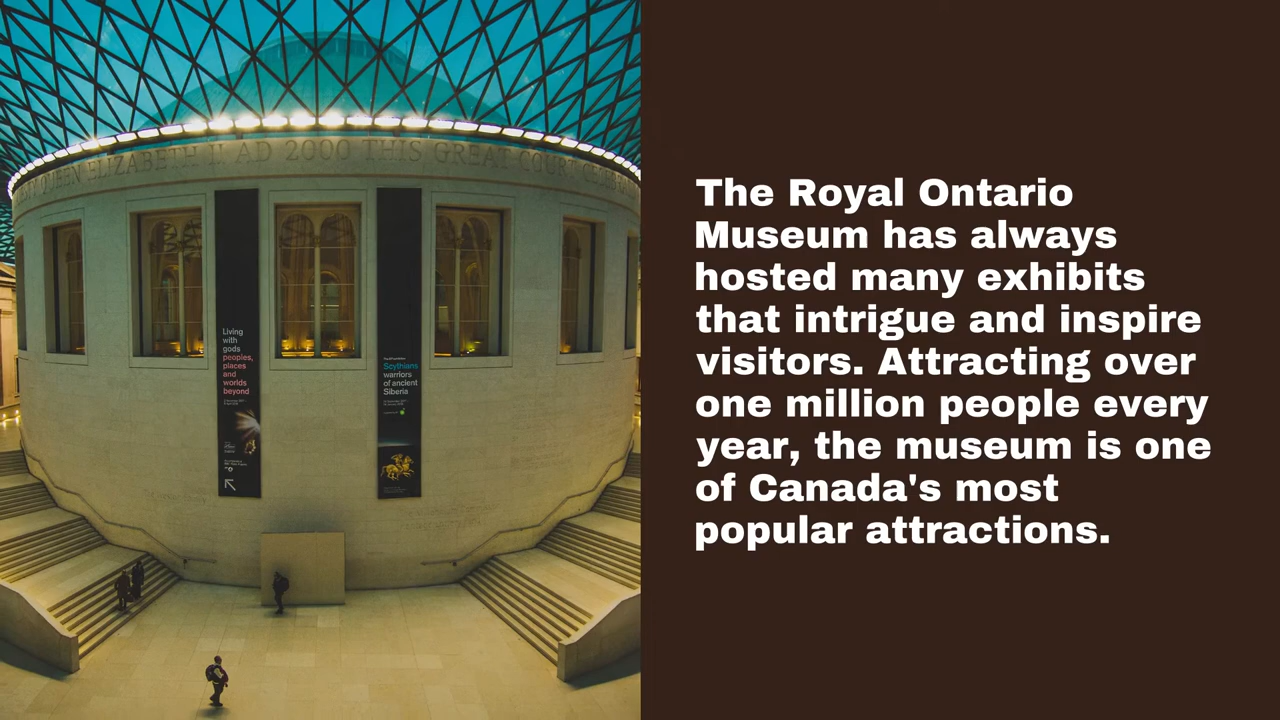 QUEEN ELIZABETH II AD 2000 THIS GREAT COURT
Living
with
gods
peoples,
places
and
worlds
beyond
Scythians
warriors
of ancient
Siberia
The Royal Ontario
Museum has always
hosted many exhibits
that intrigue and inspire
visitors. Attracting over
one million people every
year, the museum is one
of Canada's most
popular attractions.